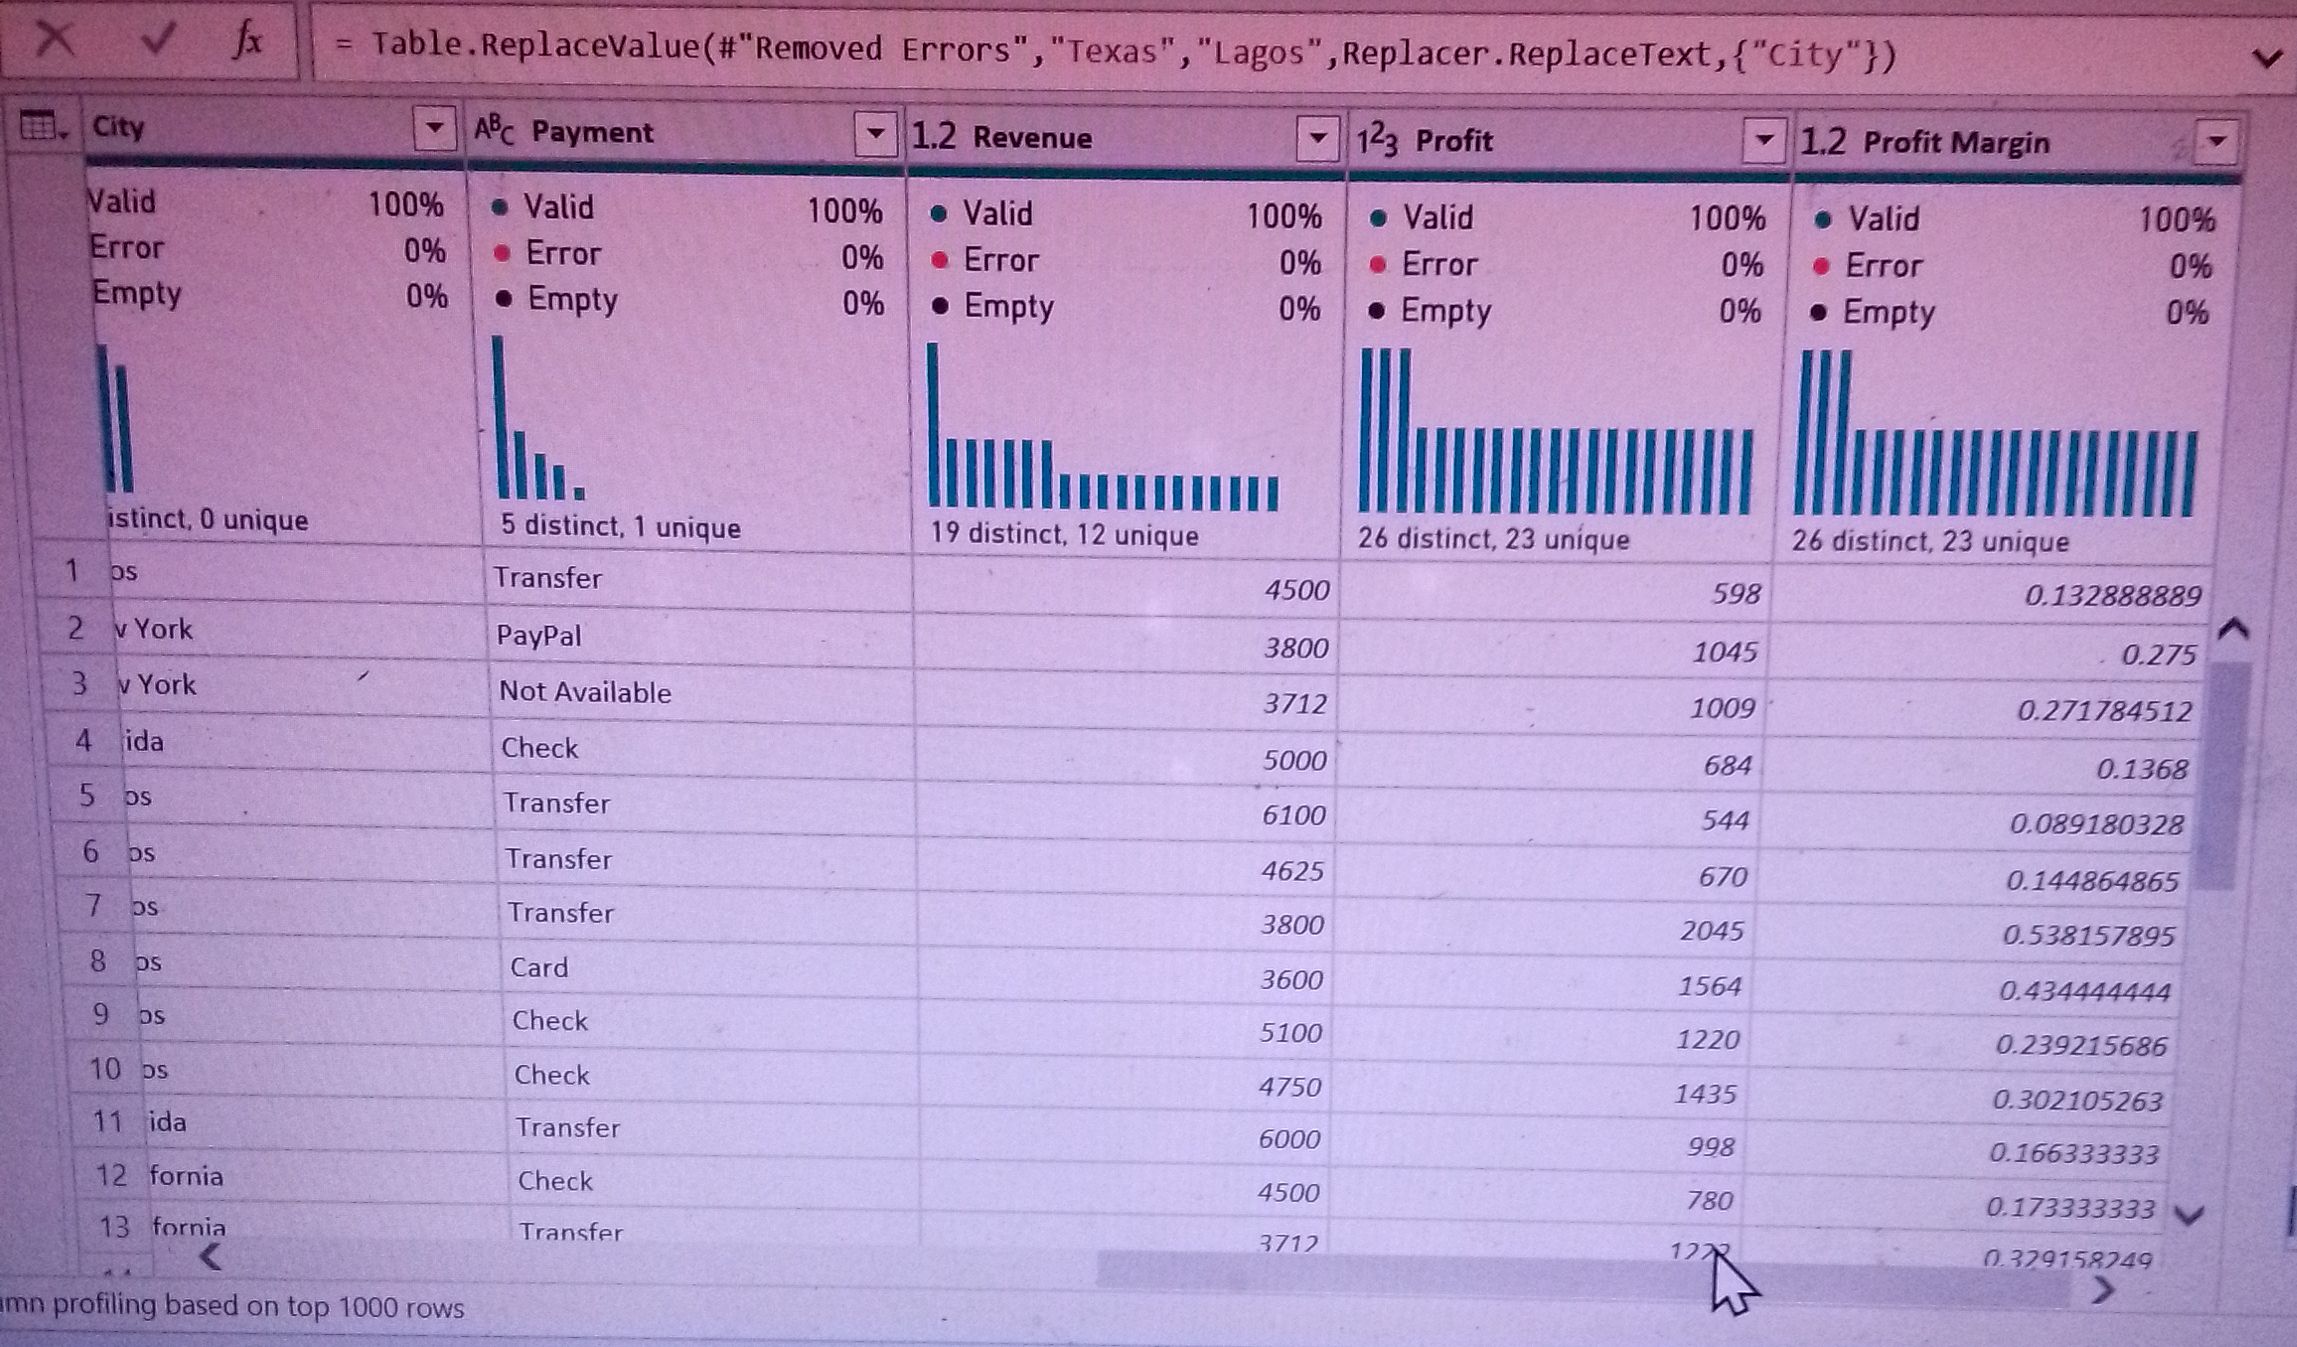 fx = Table.ReplaceValue(#"Removed Errors","Texas","Lagos",Replacer.ReplaceText,{"City"})
City ABC Payment 1.2 Revenue 123 Profit 1.2 Profit Margin
Valid 100% Valid 100% Valid 100% Valid 100% Valid 100%
Error 0% Error 0% Error 0% Error 0% Error 0%
Empty 0% Empty 0% Empty 0% Empty 0% Empty 0%
istinct, 0 unique 5 distinct, 1 unique 19 distinct, 12 unique 26 distinct, 23 unique 26 distinct, 23 unique
1 os Transfer 4500 598 0.132888889
2 v York PayPal 3800 1045 0.275
3 v York Not Available 3712 1009 0.271784512
4 ida Check 5000 684 0.1368
5 os Transfer 6100 544 0.089180328
6 os Transfer 4625 670 0.144864865
7 os Transfer 3800 2045 0.538157895
8 os Card 3600 1564 0.434444444
9 os Check 5100 1220 0.239215686
10 os Check 4750 1435 0.302105263
11 ida Transfer 6000 998 0.166333333
12 fornia Check 4500 780 0.173333333
13 fornia Transfer 3712 0.329158249
mn profiling based on top 1000 rows